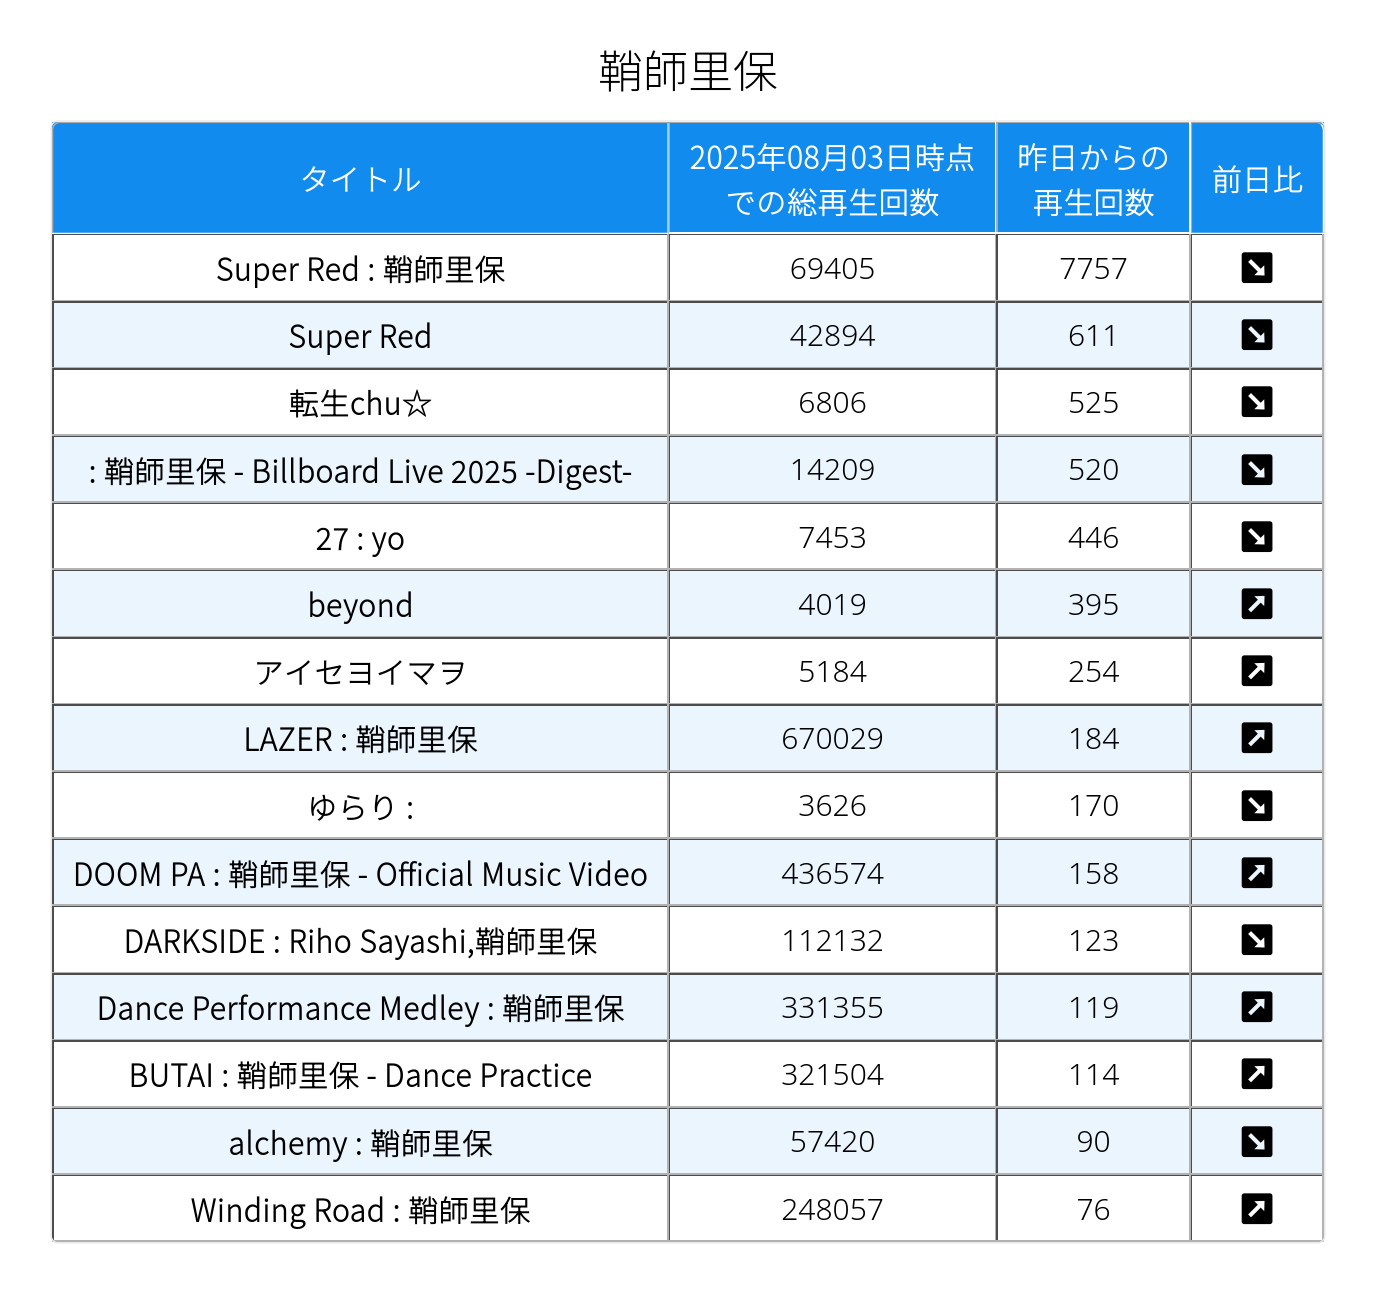 鞘師里保
タイトル
2025年08月03日時点
での総再生回数
昨日からの
再生回数
前日比
Super Red : 鞘師里保 69405 7757 ↘
Super Red 42894 611 ↘
転生chu☆ 6806 525 ↘
: 鞘師里保 - Billboard Live 2025 -Digest- 14209 520 ↘
27 : yo 7453 446 ↘
beyond 4019 395 ↗
アイセヨイマヲ 5184 254 ↗
LAZER : 鞘師里保 670029 184 ↗
ゆらり : 3626 170 ↘
DOOM PA : 鞘師里保 - Official Music Video 436574 158 ↗
DARKSIDE : Riho Sayashi,鞘師里保 112132 123 ↘
Dance Performance Medley : 鞘師里保 331355 119 ↗
BUTAI : 鞘師里保 - Dance Practice 321504 114 ↗
alchemy : 鞘師里保 57420 90 ↘
Winding Road : 鞘師里保 248057 76 ↗